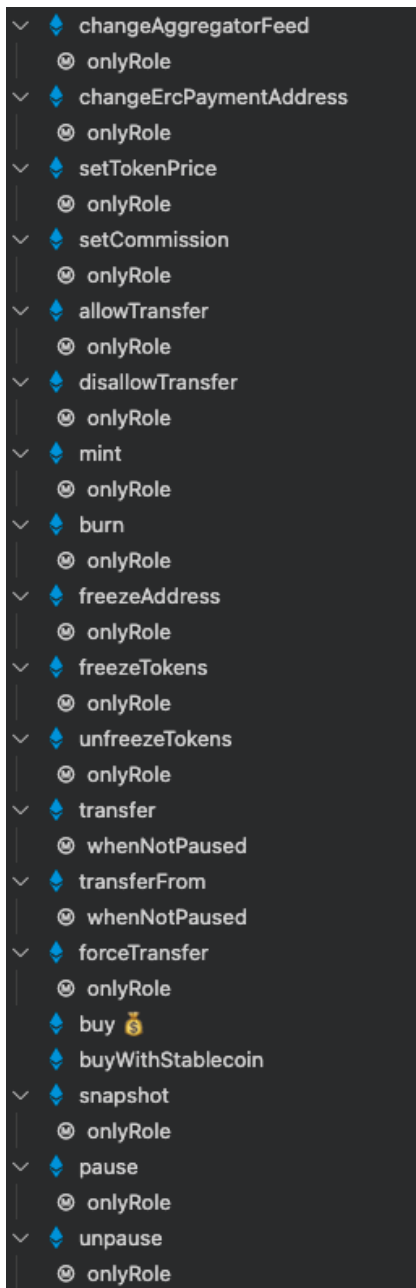 changeAggregatorFeed
onlyRole
changeErcPaymentAddress
onlyRole
setTokenPrice
onlyRole
setCommission
onlyRole
allowTransfer
onlyRole
disallowTransfer
onlyRole
mint
onlyRole
burn
onlyRole
freezeAddress
onlyRole
freezeTokens
onlyRole
unfreezeTokens
onlyRole
transfer
whenNotPaused
transferFrom
whenNotPaused
forceTransfer
onlyRole
buy 💰
buyWithStablecoin
snapshot
onlyRole
pause
onlyRole
unpause
onlyRole